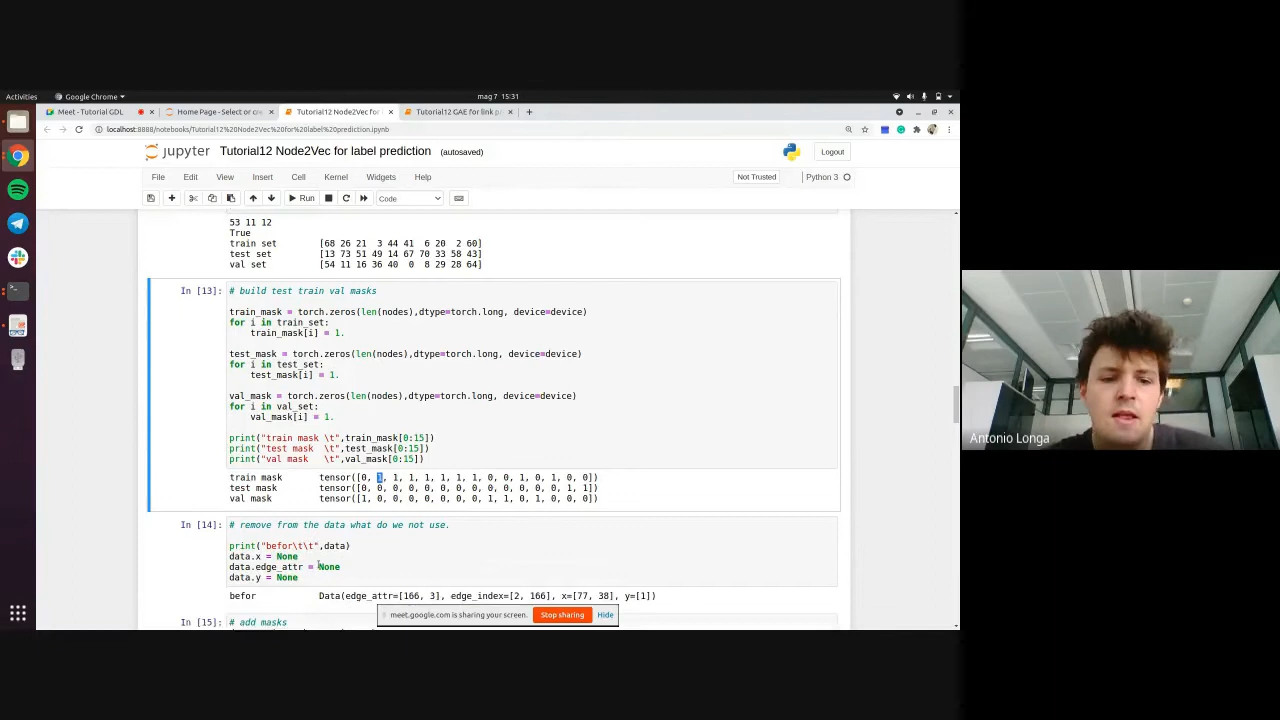 Activities
Google Chrome
mag 7 15:31
Meet - Tutorial GDL
Home Page - Select or cre
Tutorial12 Node2Vec for
Tutorial12 GAE for link p
localhost:8888/notebooks/Tutorial12%20Node2Vec%20for%20label%20prediction.ipynb
jupyter Tutorial12 Node2Vec for label prediction (autosaved)
Logout
File Edit View Insert Cell Kernel Widgets Help
Not Trusted
Python 3
Run
Code
53 11 12
True
train set [68 26 21 3 44 41 6 20 2 60]
test set [13 73 51 49 14 67 70 33 58 43]
val set [54 11 16 36 40 0 8 29 28 64]
In [13]:
# build test train val masks
train_mask = torch.zeros(len(nodes),dtype=torch.long, device=device)
for i in train_set:
train_mask[i] = 1.
test_mask = torch.zeros(len(nodes),dtype=torch.long, device=device)
for i in test_set:
test_mask[i] = 1.
val_mask = torch.zeros(len(nodes),dtype=torch.long, device=device)
for i in val_set:
val_mask[i] = 1.
print("train mask \t",train_mask[0:15])
print("test mask \t",test_mask[0:15])
print("val mask \t",val_mask[0:15])
train mask tensor([0, 1, 1, 1, 1, 1, 1, 1, 0, 0, 1, 0, 1, 0, 0])
test mask tensor([0, 0, 0, 0, 0, 0, 0, 0, 0, 0, 0, 0, 0, 1, 1])
val mask tensor([1, 0, 0, 0, 0, 0, 0, 0, 1, 1, 0, 1, 0, 0, 0])
In [14]:
# remove from the data what do we not use.
print("befor\t\t",data)
data.x = None
data.edge_attr = None
data.y = None
befor Data(edge_attr=[166, 3], edge_index=[2, 166], x=[77, 38], y=[1])
meet.google.com is sharing your screen.
Stop sharing
Hide
In [15]:
# add masks
Antonio Longa